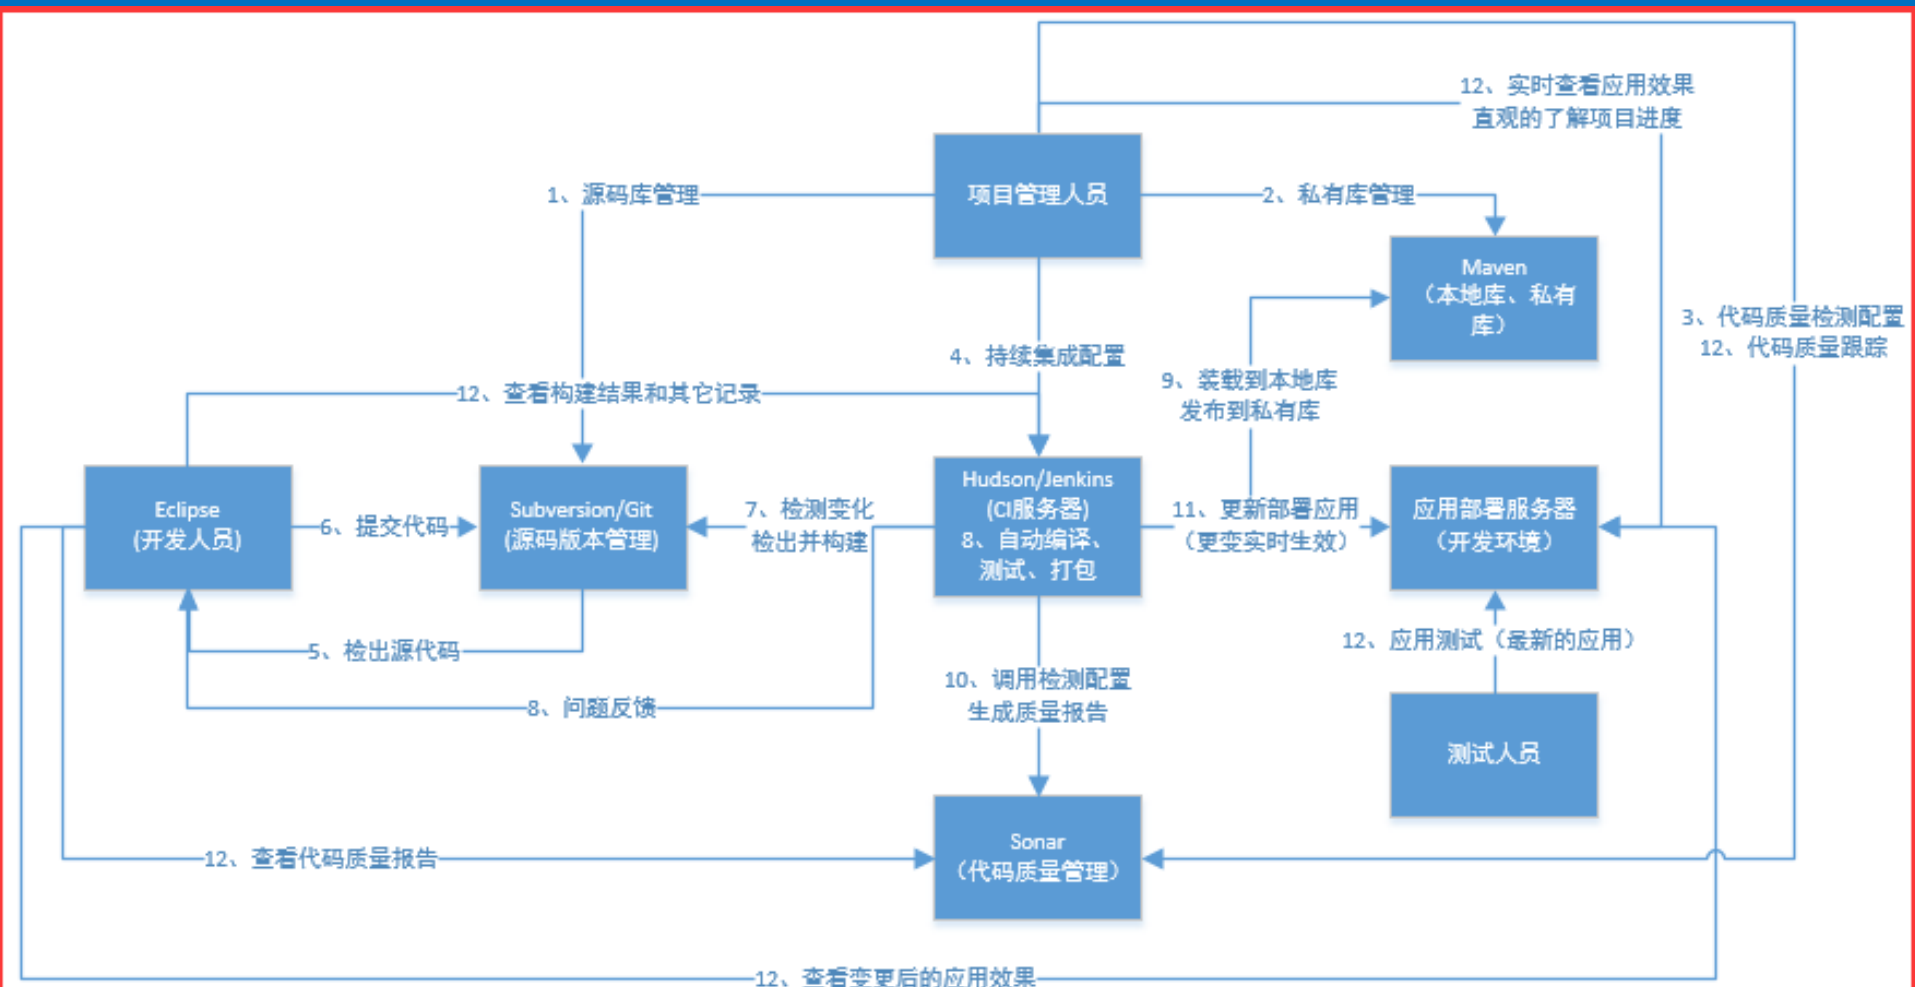 12、实时查看应用效果
直观的了解项目进度
项目管理人员
1、源码库管理
2、私有库管理
Maven
（本地库、私有
库）
3、代码质量检测配置
12、代码质量跟踪
4、持续集成配置
9、装载到本地库
发布到私有库
12、查看构建结果和其它记录
Eclipse
(开发人员)
6、提交代码
Subversion/Git
(源码版本管理)
7、检测变化
检出并构建
Hudson/Jenkins
(CI服务器)
8、自动编译、
测试、打包
11、更新部署应用
（更变实时生效）
应用部署服务器
（开发环境）
5、检出源代码
12、应用测试（最新的应用）
10、调用检测配置
生成质量报告
8、问题反馈
测试人员
Sonar
（代码质量管理）
12、查看代码质量报告
12、查看变更后的应用效果